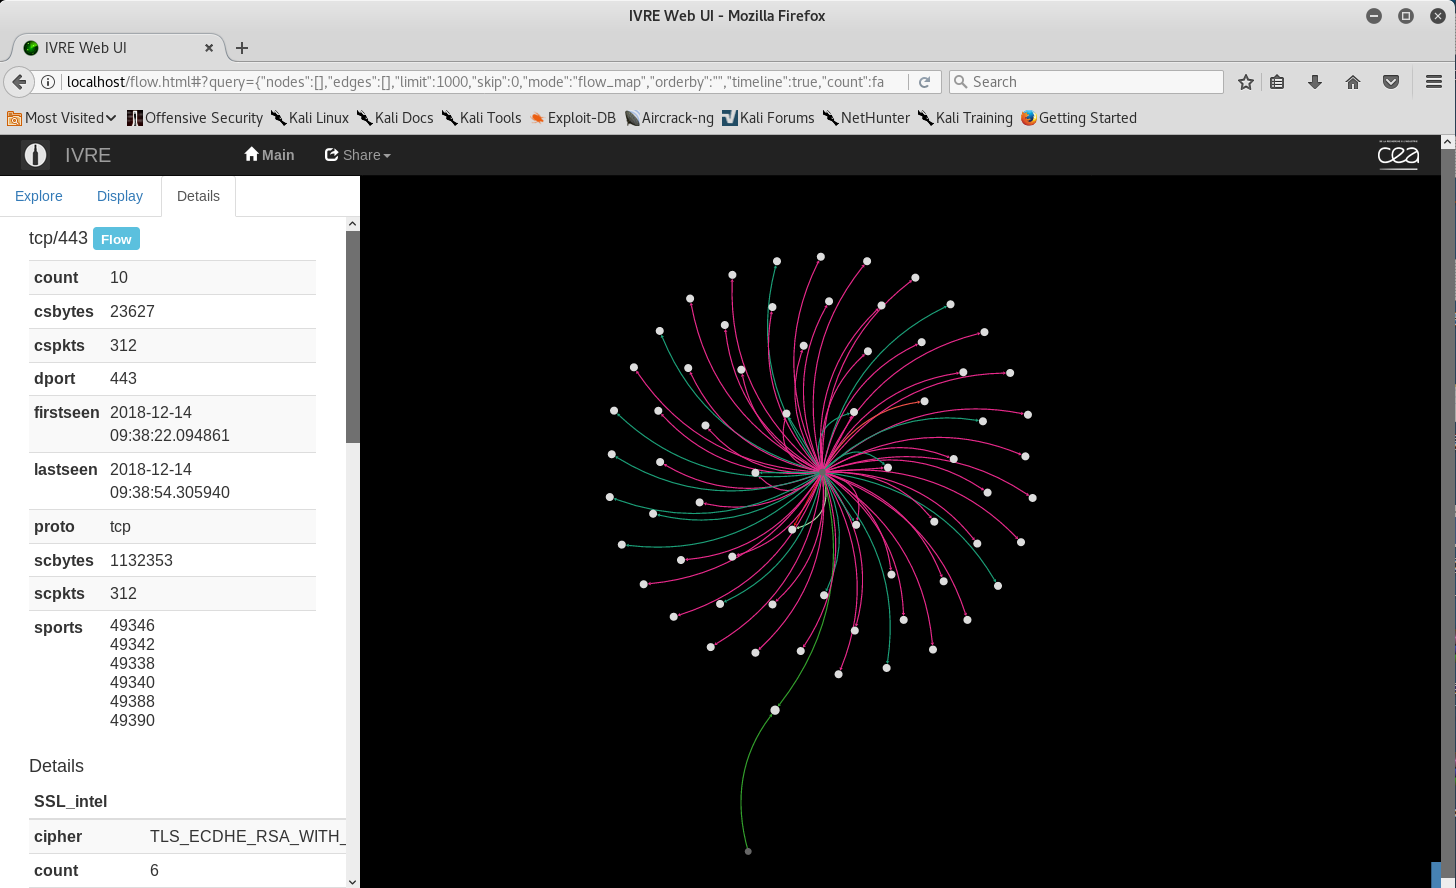 IVRE Web UI - Mozilla Firefox
IVRE Web UI
localhost/flow.html#?query={"nodes":[],"edges":[],"limit":1000,"skip":0,"mode":"flow_map","orderby":"","timeline":true,"count":fa
Search
Most Visited Offensive Security Kali Linux Kali Docs Kali Tools Exploit-DB Aircrack-ng Kali Forums NetHunter Kali Training Getting Started
IVRE Main Share cea
Explore Display Details
tcp/443 Flow
count 10
csbytes 23627
cspkts 312
dport 443
firstseen 2018-12-14
09:38:22.094861
lastseen 2018-12-14
09:38:54.305940
proto tcp
scbytes 1132353
scpkts 312
sports 49346
49342
49338
49340
49388
49390
Details
SSL_intel
cipher TLS_ECDHE_RSA_WITH_
count 6